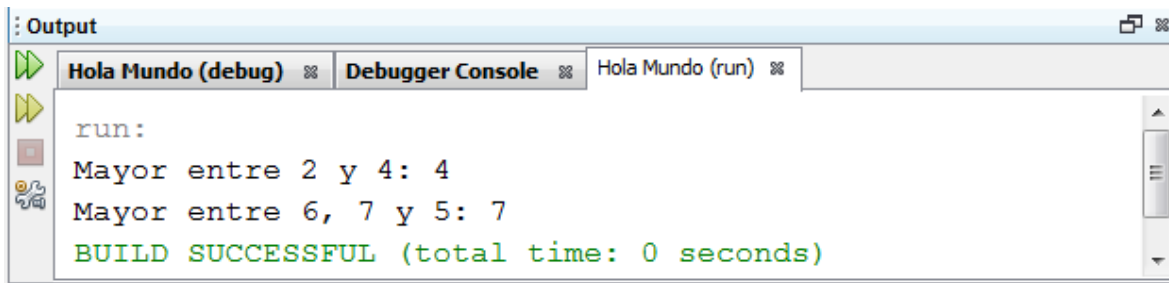 Output
Hola Mundo (debug) Debugger Console Hola Mundo (run)
run:
Mayor entre 2 y 4: 4
Mayor entre 6, 7 y 5: 7
BUILD SUCCESSFUL (total time: 0 seconds)